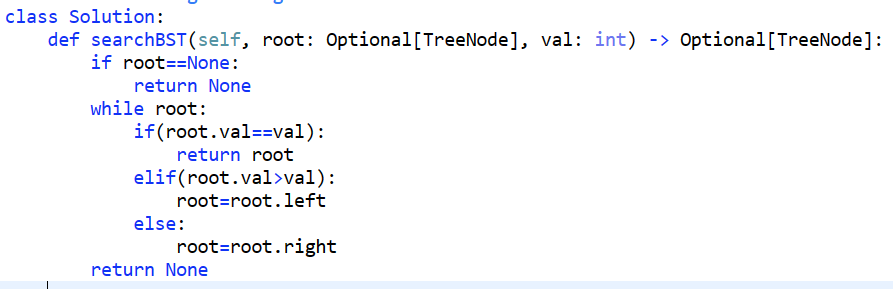 class Solution:
    def searchBST(self, root: Optional[TreeNode], val: int) -> Optional[TreeNode]:
        if root==None:
            return None
        while root:
            if(root.val==val):
                return root
            elif(root.val>val):
                root=root.left
            else:
                root=root.right
        return None